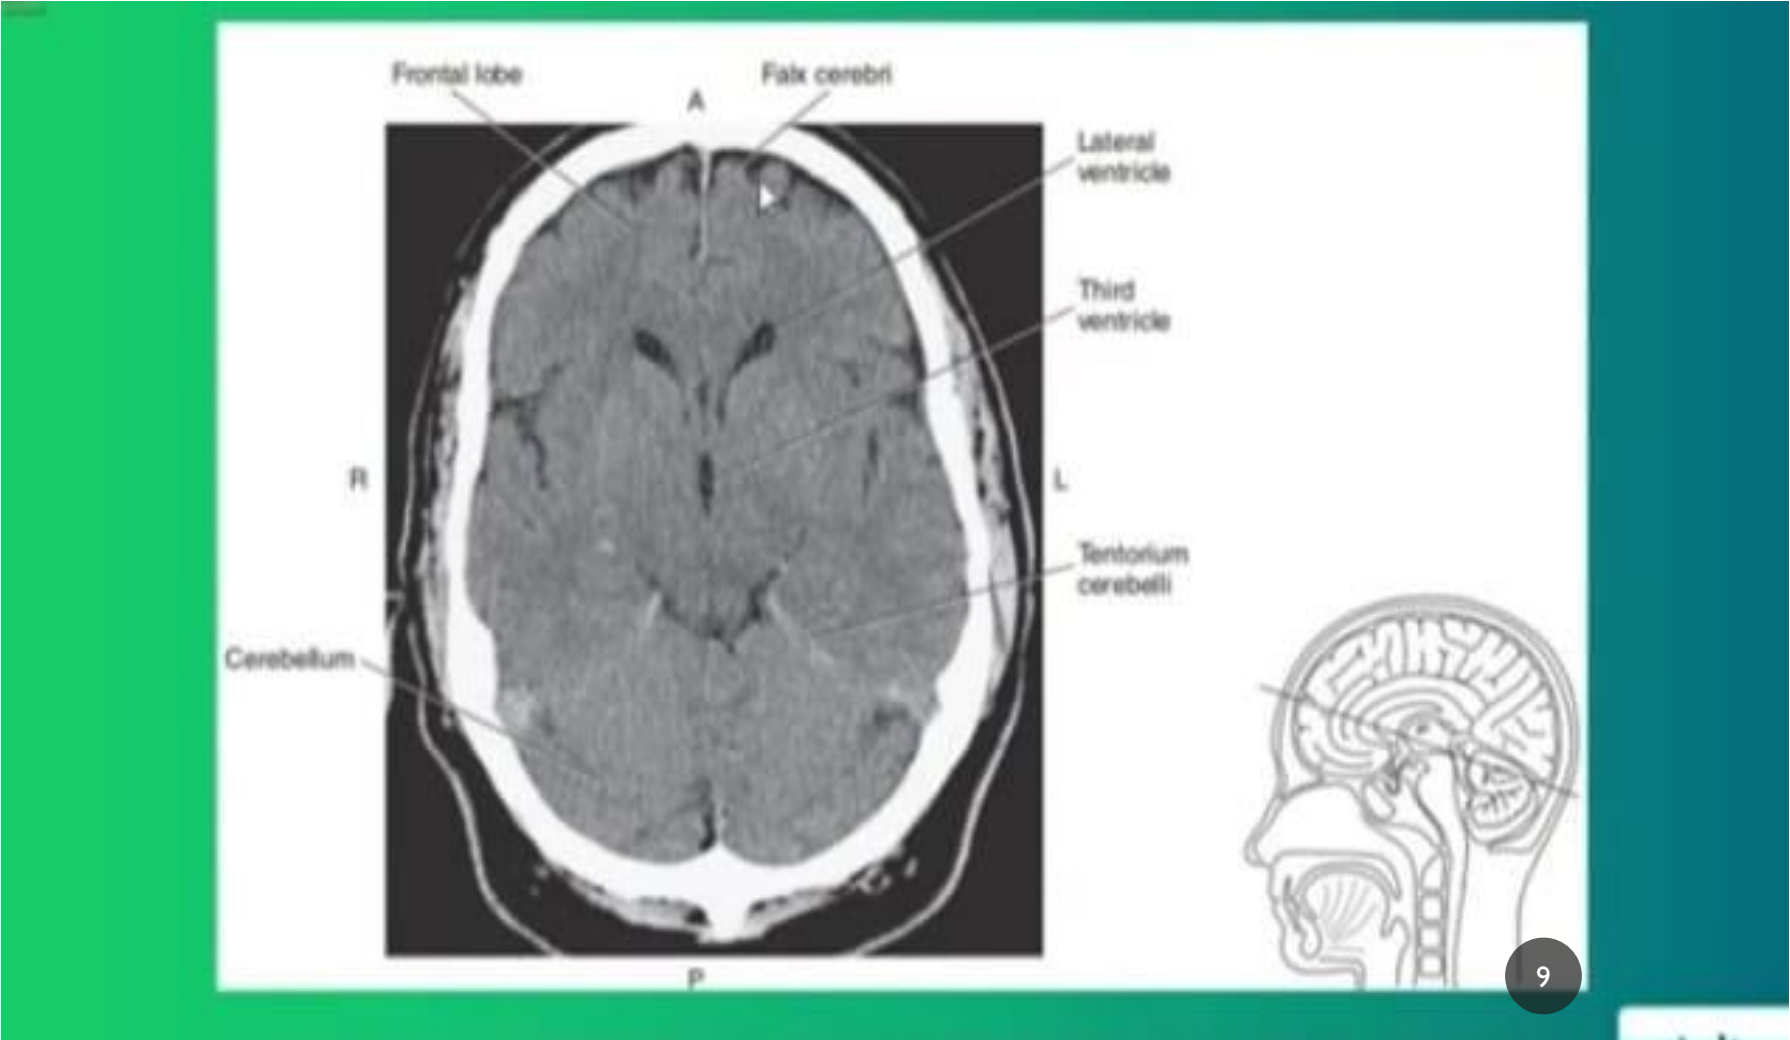 Frontal lobe
Falx cerebri
A
Lateral
ventricle
Third
ventricle
R
L
Tentorium
cerebelli
Cerebellum
P
9